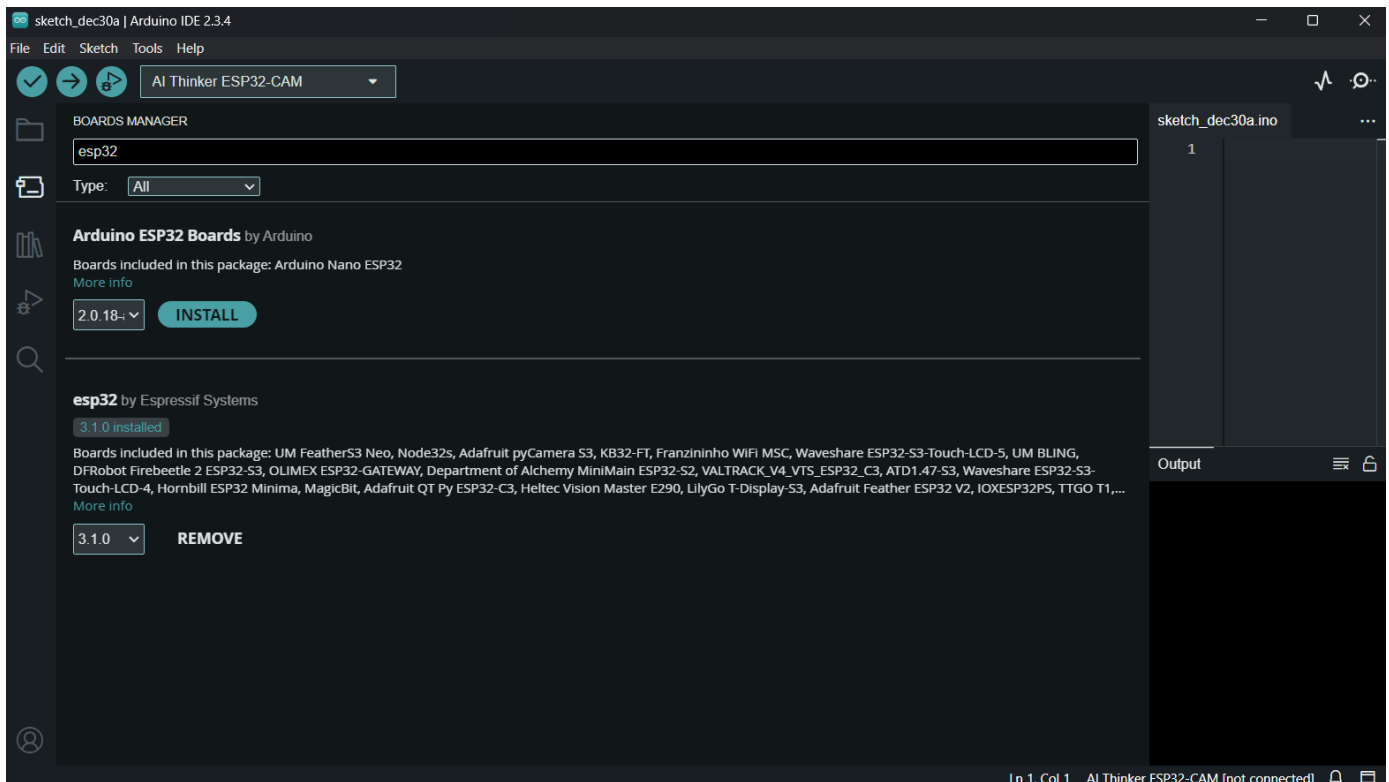 sketch_dec30a | Arduino IDE 2.3.4
File Edit Sketch Tools Help
AI Thinker ESP32-CAM
BOARDS MANAGER
esp32
Type: All
Arduino ESP32 Boards by Arduino
Boards included in this package: Arduino Nano ESP32
More info
2.0.18- INSTALL
esp32 by Espressif Systems
3.1.0 installed
Boards included in this package: UM FeatherS3 Neo, Node32s, Adafruit pyCamera S3, KB32-FT, Franzininho WiFi MSC, Waveshare ESP32-S3-Touch-LCD-5, UM BLING,
DFRobot Firebeetle 2 ESP32-S3, OLIMEX ESP32-GATEWAY, Department of Alchemy MiniMain ESP32-S2, VALTRACK_V4_VTS_ESP32_C3, ATD1.47-S3, Waveshare ESP32-S3-
Touch-LCD-4, Hornbill ESP32 Minima, MagicBit, Adafruit QT Py ESP32-C3, Heltec Vision Master E290, LilyGo T-Display-S3, Adafruit Feather ESP32 V2, IOXESP32PS, TTGO T1,...
More info
3.1.0 REMOVE
sketch_dec30a.ino
1
Output
Ln 1, Col 1 AI Thinker ESP32-CAM [not connected]